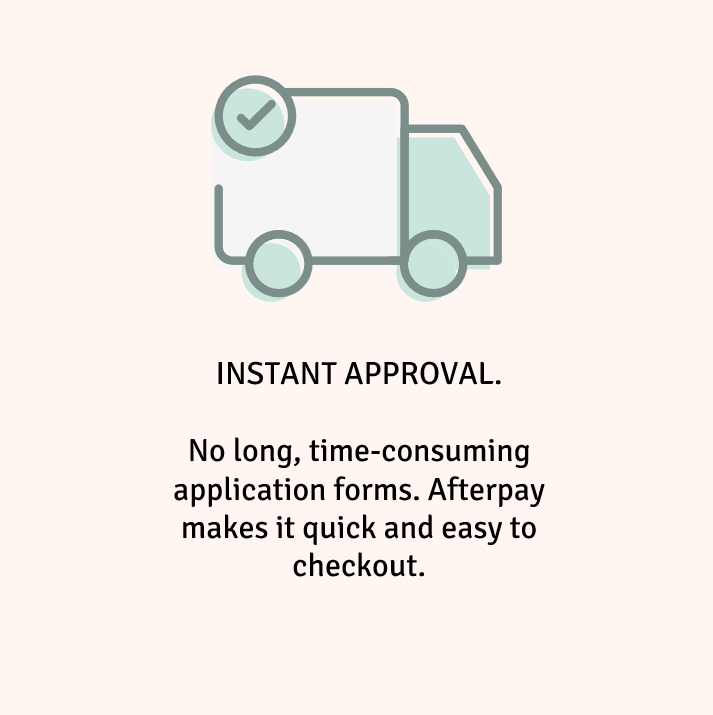 INSTANT APPROVAL.
No long, time-consuming
application forms. Afterpay
makes it quick and easy to
checkout.